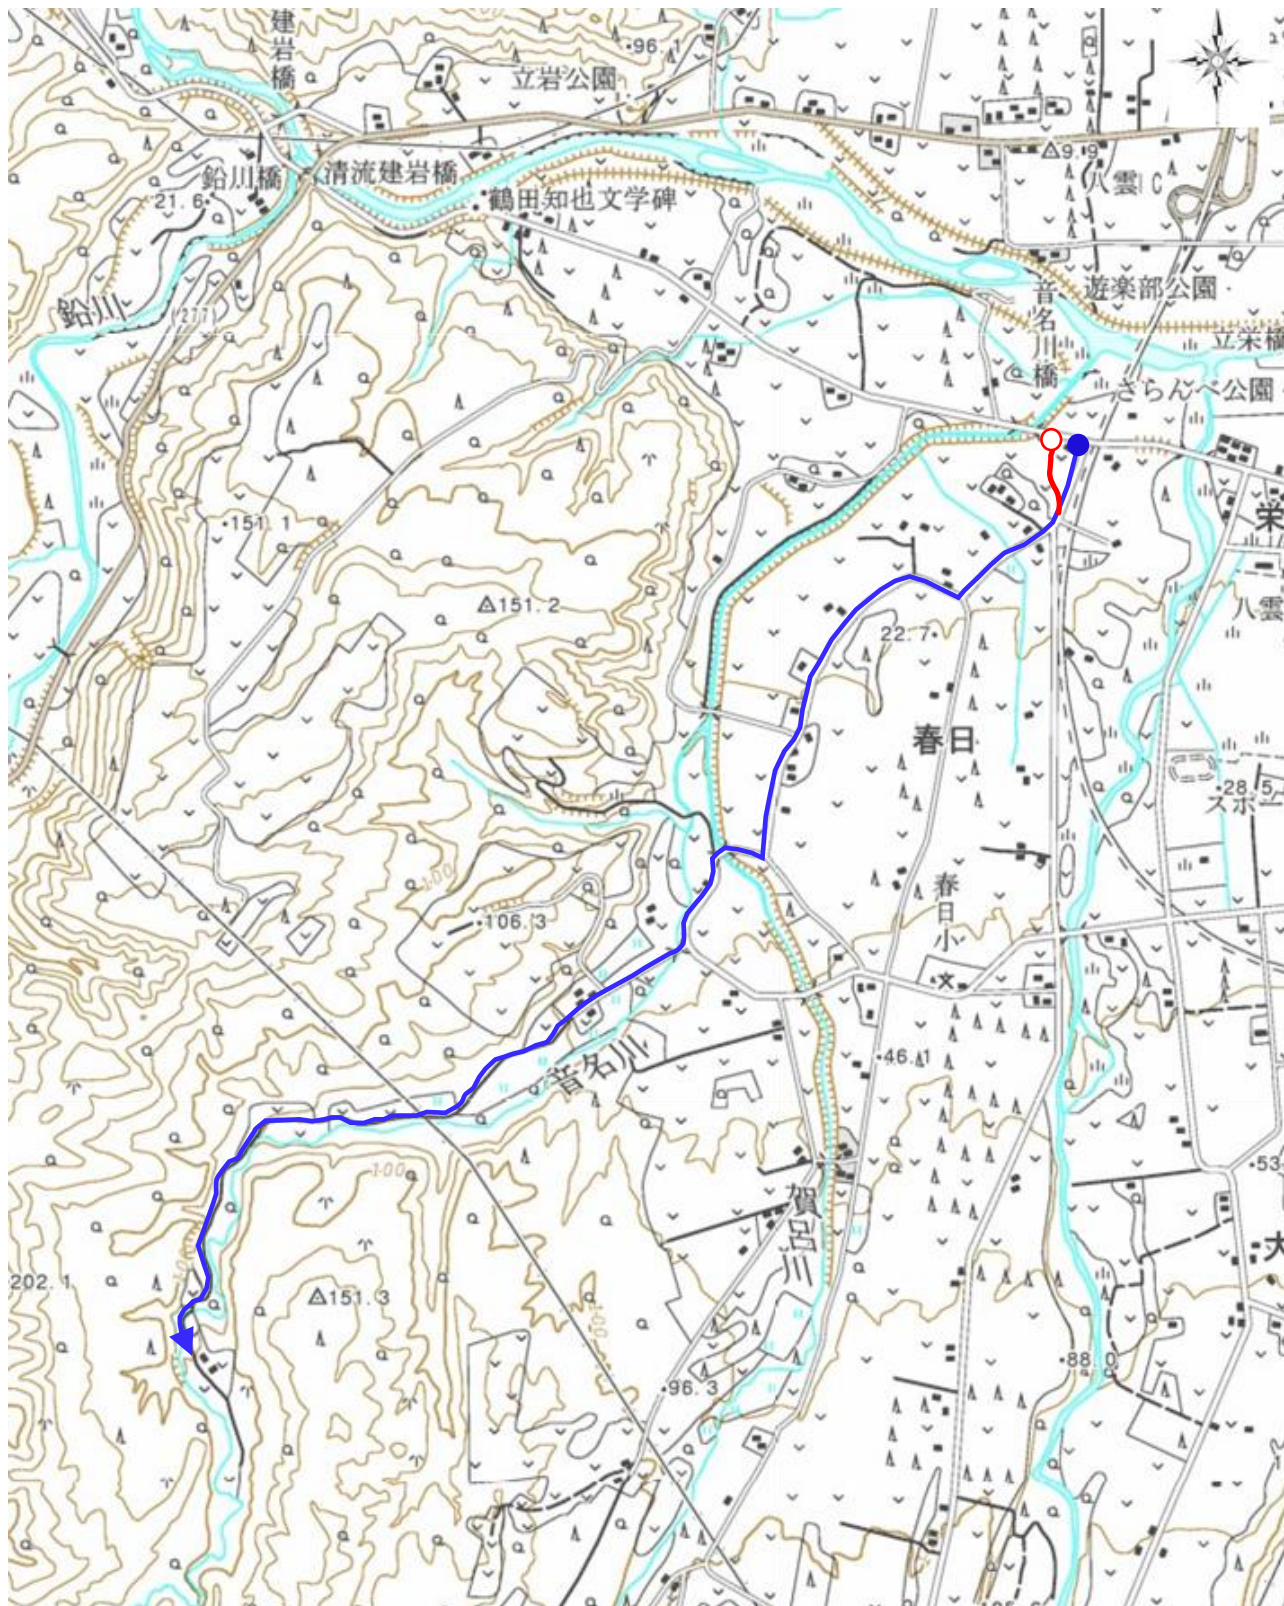 建岩橋
・96.1
立岩公園
9.9
鉛川橋
清流建岩橋
八雲IC
21.6・
鶴田知也文学碑
遊楽部公園
音名川橋
鉛川
(277)
立栄橋
さらんべ公園
・151.1
栄
151.2
八雲
22.7・
春日
・28.5
スポー
100
春日小
・106.3
文
音名川
・46.1
100
・53
賀呂川
大
100
202.1
151.3
100
・88.0
・96.3